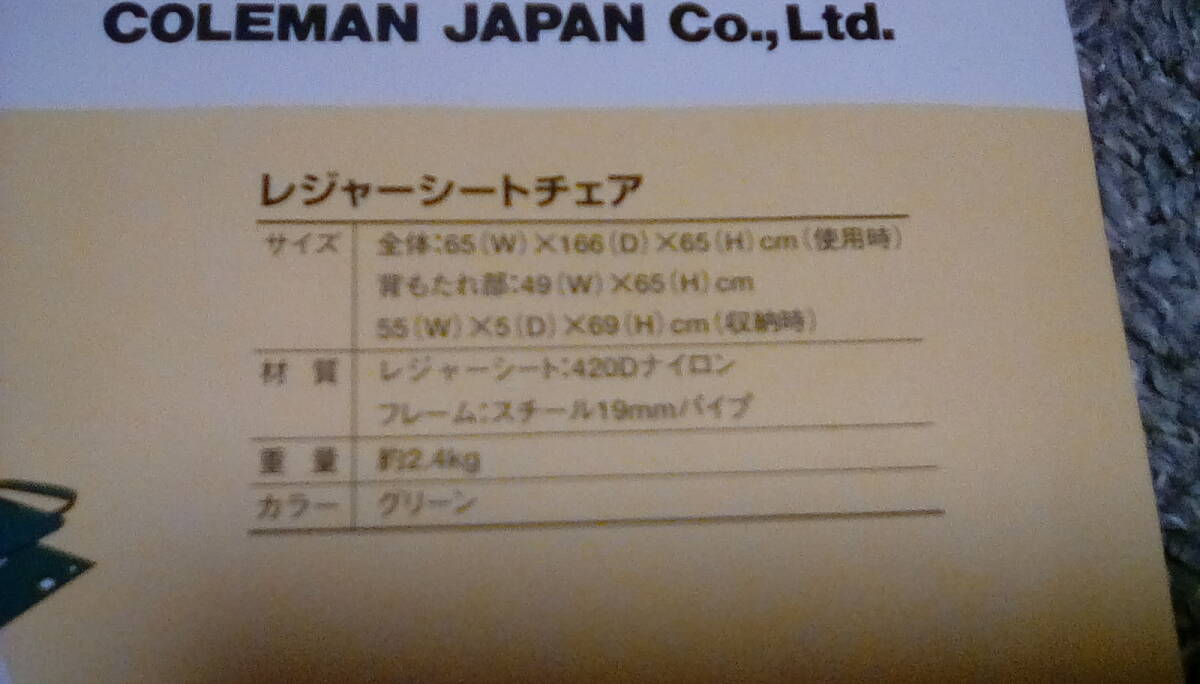 COLEMAN JAPAN Co., Ltd.
レジャーシートチェア
サイズ 全体:65(W)×166(D)×65(H)cm(使用時)
背もたれ部:49(W)×65(H)cm
55(W)×5(D)×69(H)cm(収納時)
材 質 レジャーシート:420Dナイロン
フレーム:スチール19mmパイプ
重 量 約2.4kg
カラー グリーン